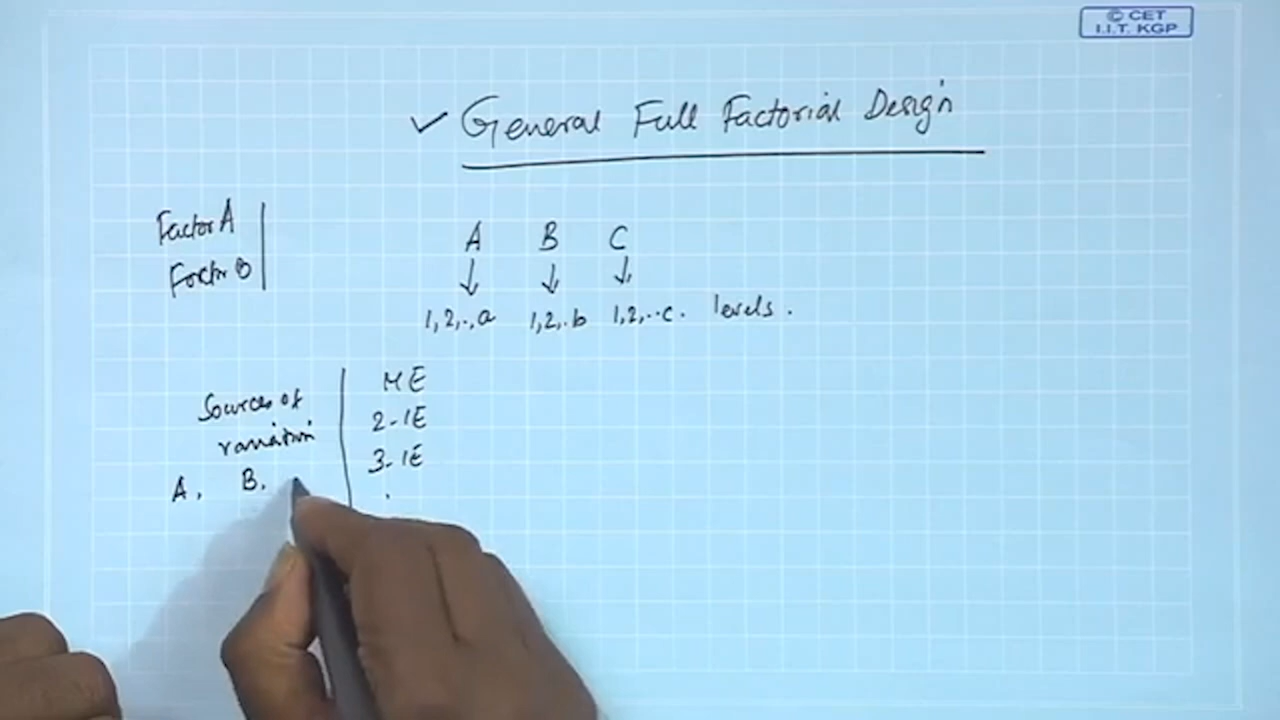 © CET
I.I.T. KGP
✓ General Full Factorial Design
Factor A
Factor B
A B C
↓ ↓ ↓
1,2,..,a 1,2,..b 1,2,..c. levels.
Sources of
variation
A, B,
ME
2-IE
3-IE